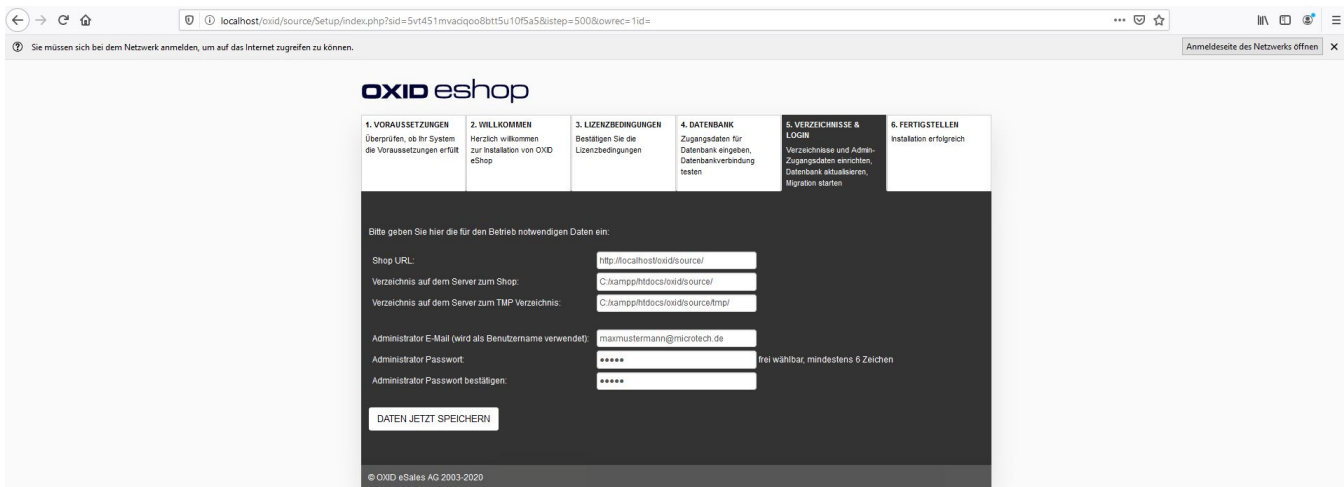 localhost/oxid/source/Setup/index.php?sid=5vt451mvaciqoo8btt5u10f5a5&istep=500&owrec=1id=
Sie müssen sich bei dem Netzwerk anmelden, um auf das Internet zugreifen zu können.
Anmeldeseite des Netzwerks öffnen
OXID eshop
1. VORAUSSETZUNGEN
Überprüfen, ob Ihr System
die Voraussetzungen erfüllt
2. WILLKOMMEN
Herzlich willkommen
zur Installation von OXID
eShop
3. LIZENZBEDINGUNGEN
Bestätigen Sie die
Lizenzbedingungen
4. DATENBANK
Zugangsdaten für
Datenbank eingeben,
Datenbankverbindung
testen
5. VERZEICHNISSE &
LOGIN
Verzeichnisse und Admin-
Zugangsdaten einrichten,
Datenbank aktualisieren,
Migration starten
6. FERTIGSTELLEN
Installation erfolgreich
Bitte geben Sie hier die für den Betrieb notwendigen Daten ein:
Shop URL: http://localhost/oxid/source/
Verzeichnis auf dem Server zum Shop: C:/xampp/htdocs/oxid/source/
Verzeichnis auf dem Server zum TMP Verzeichnis: C:/xampp/htdocs/oxid/source/tmp/
Administrator E-Mail (wird als Benutzername verwendet): maxmustermann@microtech.de
Administrator Passwort: ●●●●● frei wählbar, mindestens 6 Zeichen
Administrator Passwort bestätigen: ●●●●●
DATEN JETZT SPEICHERN
© OXID eSales AG 2003-2020